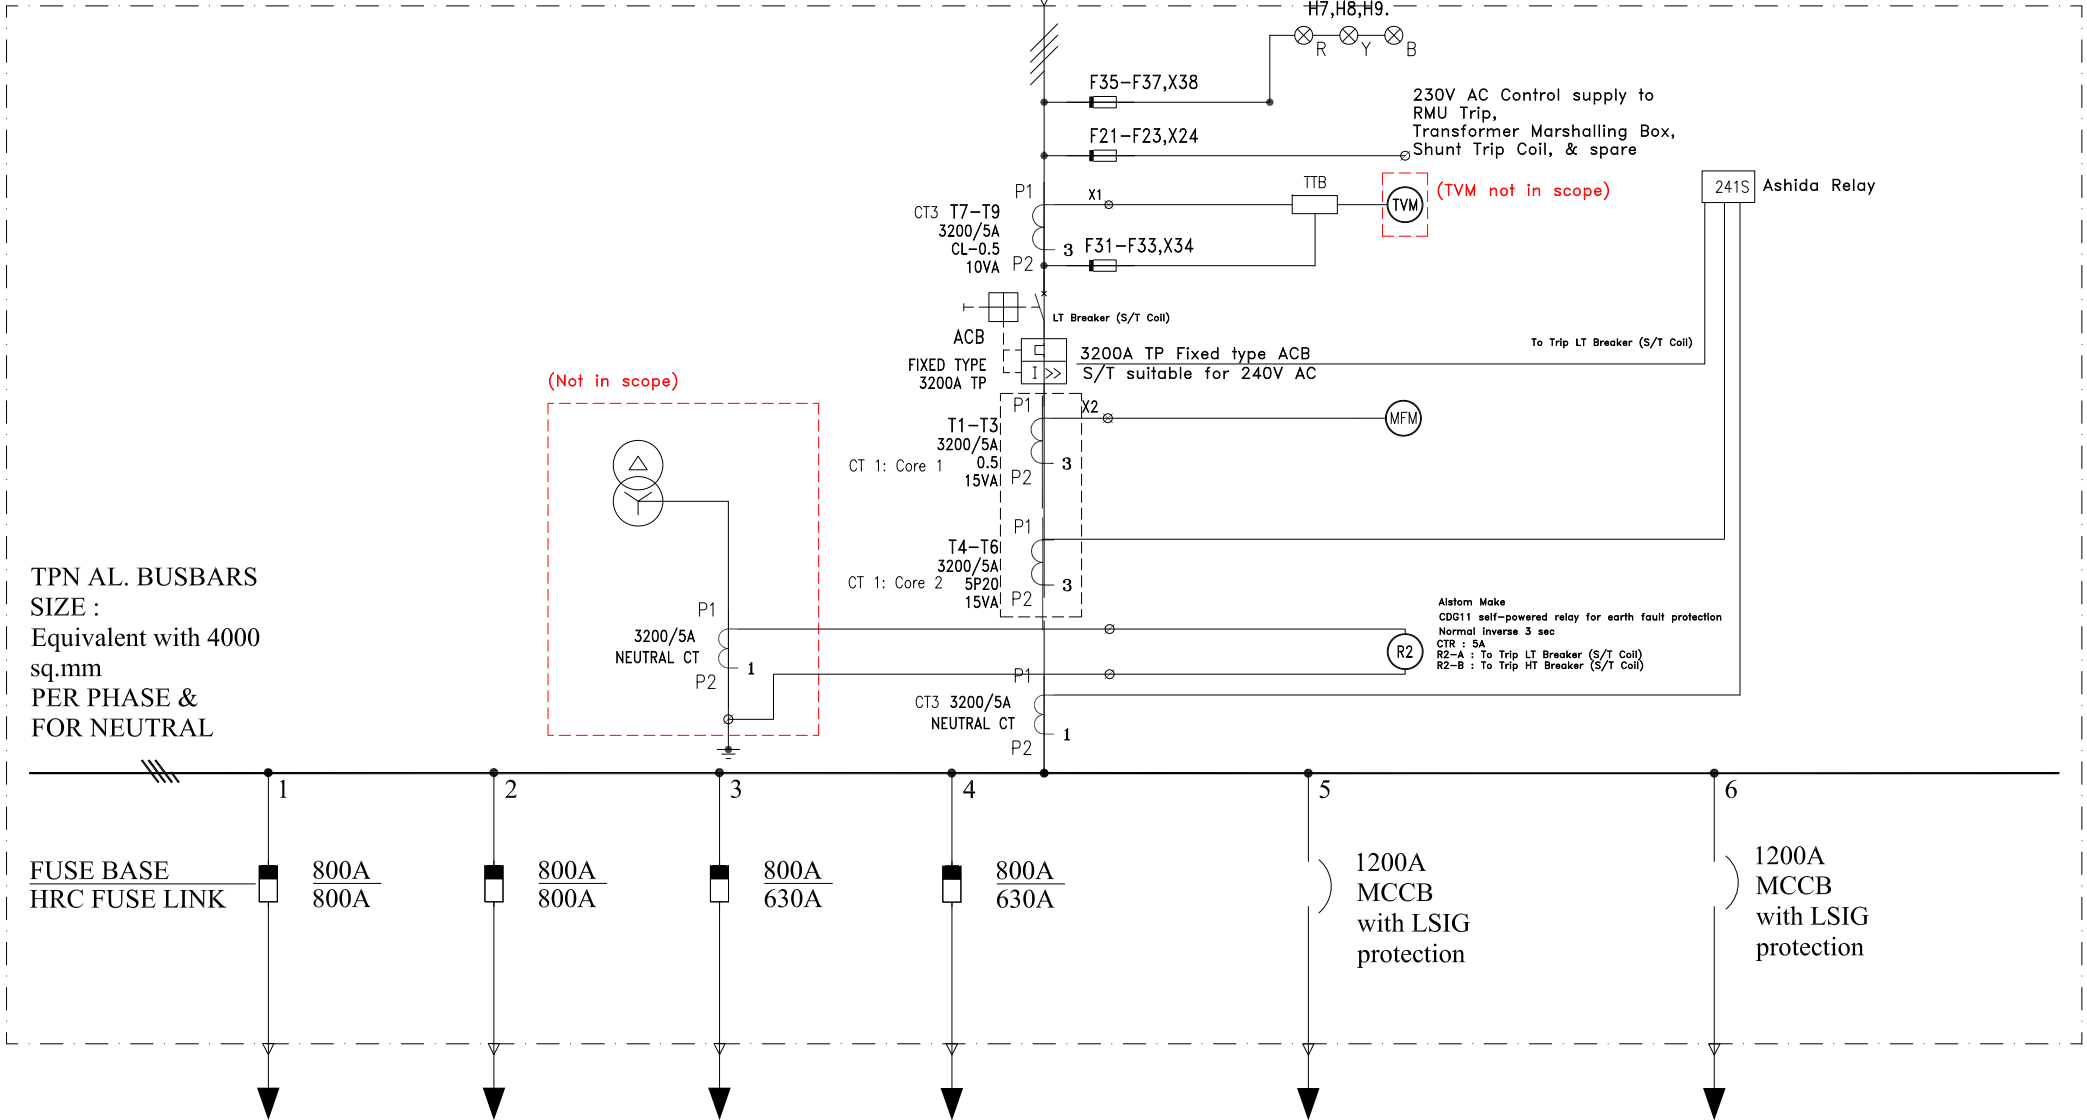 H7,H8,H9.
R Y B
F35-F37,X38
230V AC Control supply to
RMU Trip,
Transformer Marshalling Box,
Shunt Trip Coil, & spare
F21-F23,X24
P1
X1
TTB
TVM
(TVM not in scope)
241S
Ashida Relay
CT3 T7-T9
3200/5A
CL-0.5
10VA
P2
3
F31-F33,X34
LT Breaker (S/T Coil)
ACB
FIXED TYPE
3200A TP
I >>
3200A TP Fixed type ACB
S/T suitable for 240V AC
To Trip LT Breaker (S/T Coil)
(Not in scope)
P1
X2
MFM
T1-T3
3200/5A
CT 1: Core 1 0.5
15VA
P2
3
P1
T4-T6
3200/5A
CT 1: Core 2 5P20
15VA
P2
3
TPN AL. BUSBARS
SIZE :
Equivalent with 4000
sq.mm
PER PHASE &
FOR NEUTRAL
P1
3200/5A
NEUTRAL CT
P2
1
R2
Alstom Make
CDG11 self-powered relay for earth fault protection
Normal inverse 3 sec
CTR : 5A
R2-A : To Trip LT Breaker (S/T Coil)
R2-B : To Trip HT Breaker (S/T Coil)
P1
CT3 3200/5A
NEUTRAL CT
P2
1
1 2 3 4 5 6
FUSE BASE
HRC FUSE LINK
800A
800A
800A
800A
800A
630A
800A
630A
1200A
MCCB
with LSIG
protection
1200A
MCCB
with LSIG
protection